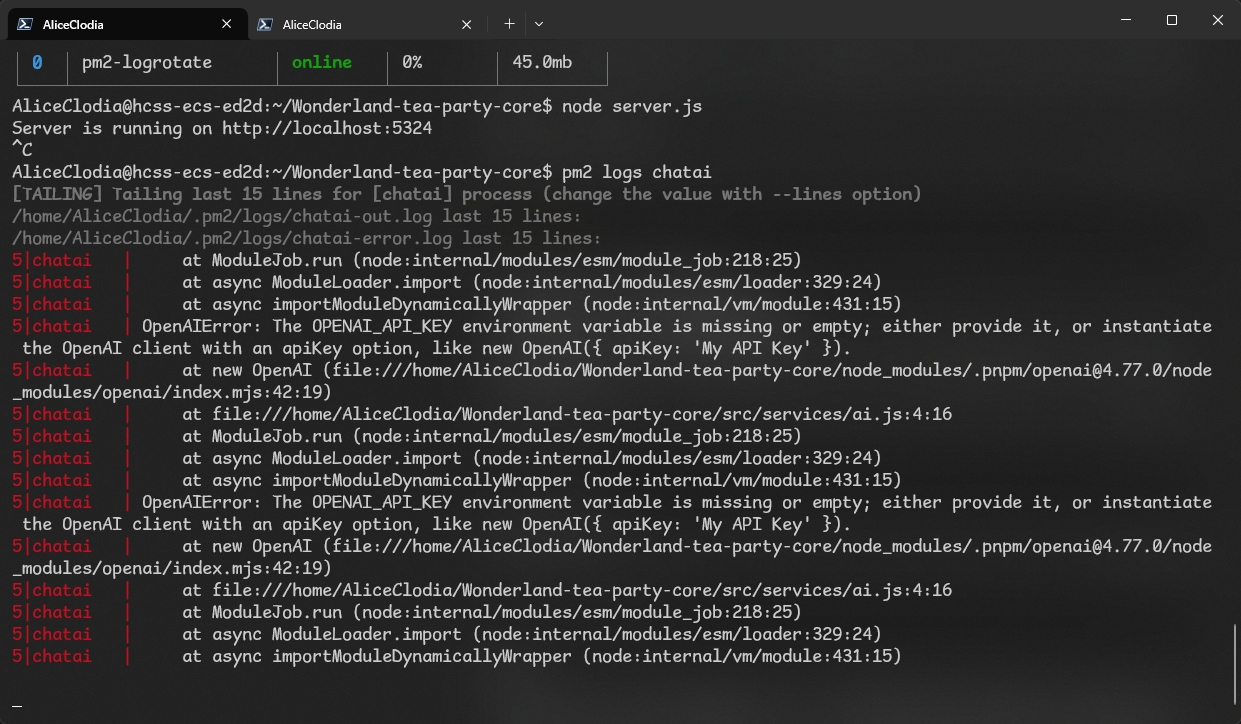 AliceClodia
AliceClodia
0 pm2-logrotate online 0% 45.0mb
AliceClodia@hcss-ecs-ed2d:~/Wonderland-tea-party-core$ node server.js
Server is running on http://localhost:5324
^C
AliceClodia@hcss-ecs-ed2d:~/Wonderland-tea-party-core$ pm2 logs chatai
[TAILING] Tailing last 15 lines for [chatai] process (change the value with --lines option)
/home/AliceClodia/.pm2/logs/chatai-out.log last 15 lines:
/home/AliceClodia/.pm2/logs/chatai-error.log last 15 lines:
5|chatai   |     at ModuleJob.run (node:internal/modules/esm/module_job:218:25)
5|chatai   |     at async ModuleLoader.import (node:internal/modules/esm/loader:329:24)
5|chatai   |     at async importModuleDynamicallyWrapper (node:internal/vm/module:431:15)
5|chatai   | OpenAIError: The OPENAI_API_KEY environment variable is missing or empty; either provide it, or instantiate
 the OpenAI client with an apiKey option, like new OpenAI({ apiKey: 'My API Key' }).
5|chatai   |     at new OpenAI (file:///home/AliceClodia/Wonderland-tea-party-core/node_modules/.pnpm/openai@4.77.0/node
_modules/openai/index.mjs:42:19)
5|chatai   |     at file:///home/AliceClodia/Wonderland-tea-party-core/src/services/ai.js:4:16
5|chatai   |     at ModuleJob.run (node:internal/modules/esm/module_job:218:25)
5|chatai   |     at async ModuleLoader.import (node:internal/modules/esm/loader:329:24)
5|chatai   |     at async importModuleDynamicallyWrapper (node:internal/vm/module:431:15)
5|chatai   | OpenAIError: The OPENAI_API_KEY environment variable is missing or empty; either provide it, or instantiate
 the OpenAI client with an apiKey option, like new OpenAI({ apiKey: 'My API Key' }).
5|chatai   |     at new OpenAI (file:///home/AliceClodia/Wonderland-tea-party-core/node_modules/.pnpm/openai@4.77.0/node
_modules/openai/index.mjs:42:19)
5|chatai   |     at file:///home/AliceClodia/Wonderland-tea-party-core/src/services/ai.js:4:16
5|chatai   |     at ModuleJob.run (node:internal/modules/esm/module_job:218:25)
5|chatai   |     at async ModuleLoader.import (node:internal/modules/esm/loader:329:24)
5|chatai   |     at async importModuleDynamicallyWrapper (node:internal/vm/module:431:15)